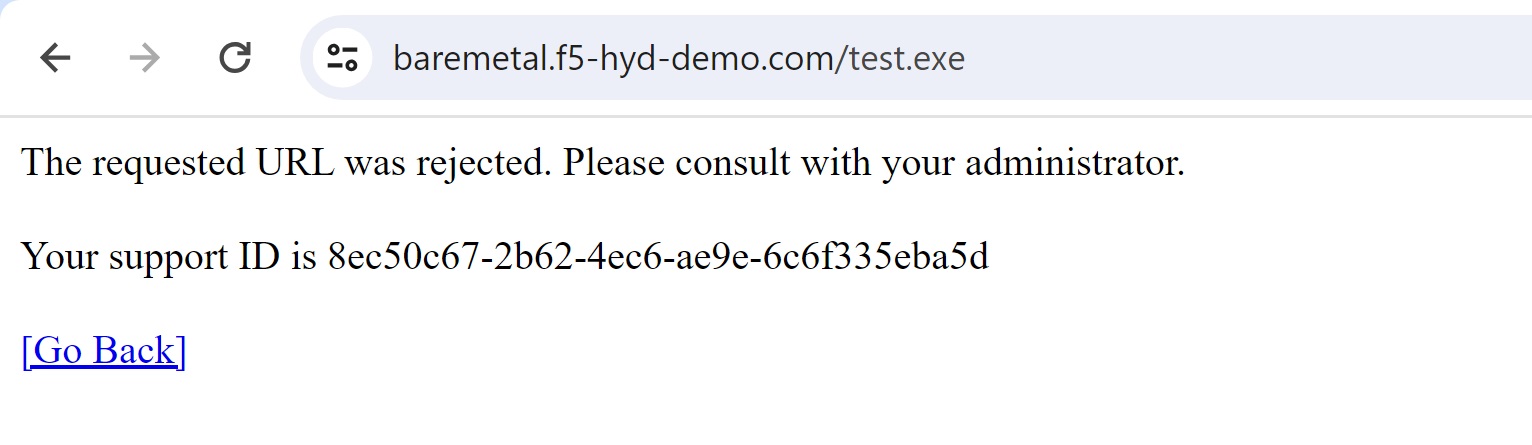 baremetal.f5-hyd-demo.com/test.exe
The requested URL was rejected. Please consult with your administrator.
Your support ID is 8ec50c67-2b62-4ec6-ae9e-6c6f335eba5d
[Go Back]